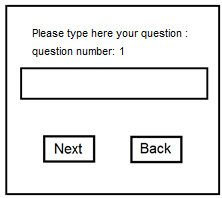 Please type here your question :
question number: 1
Next
Back